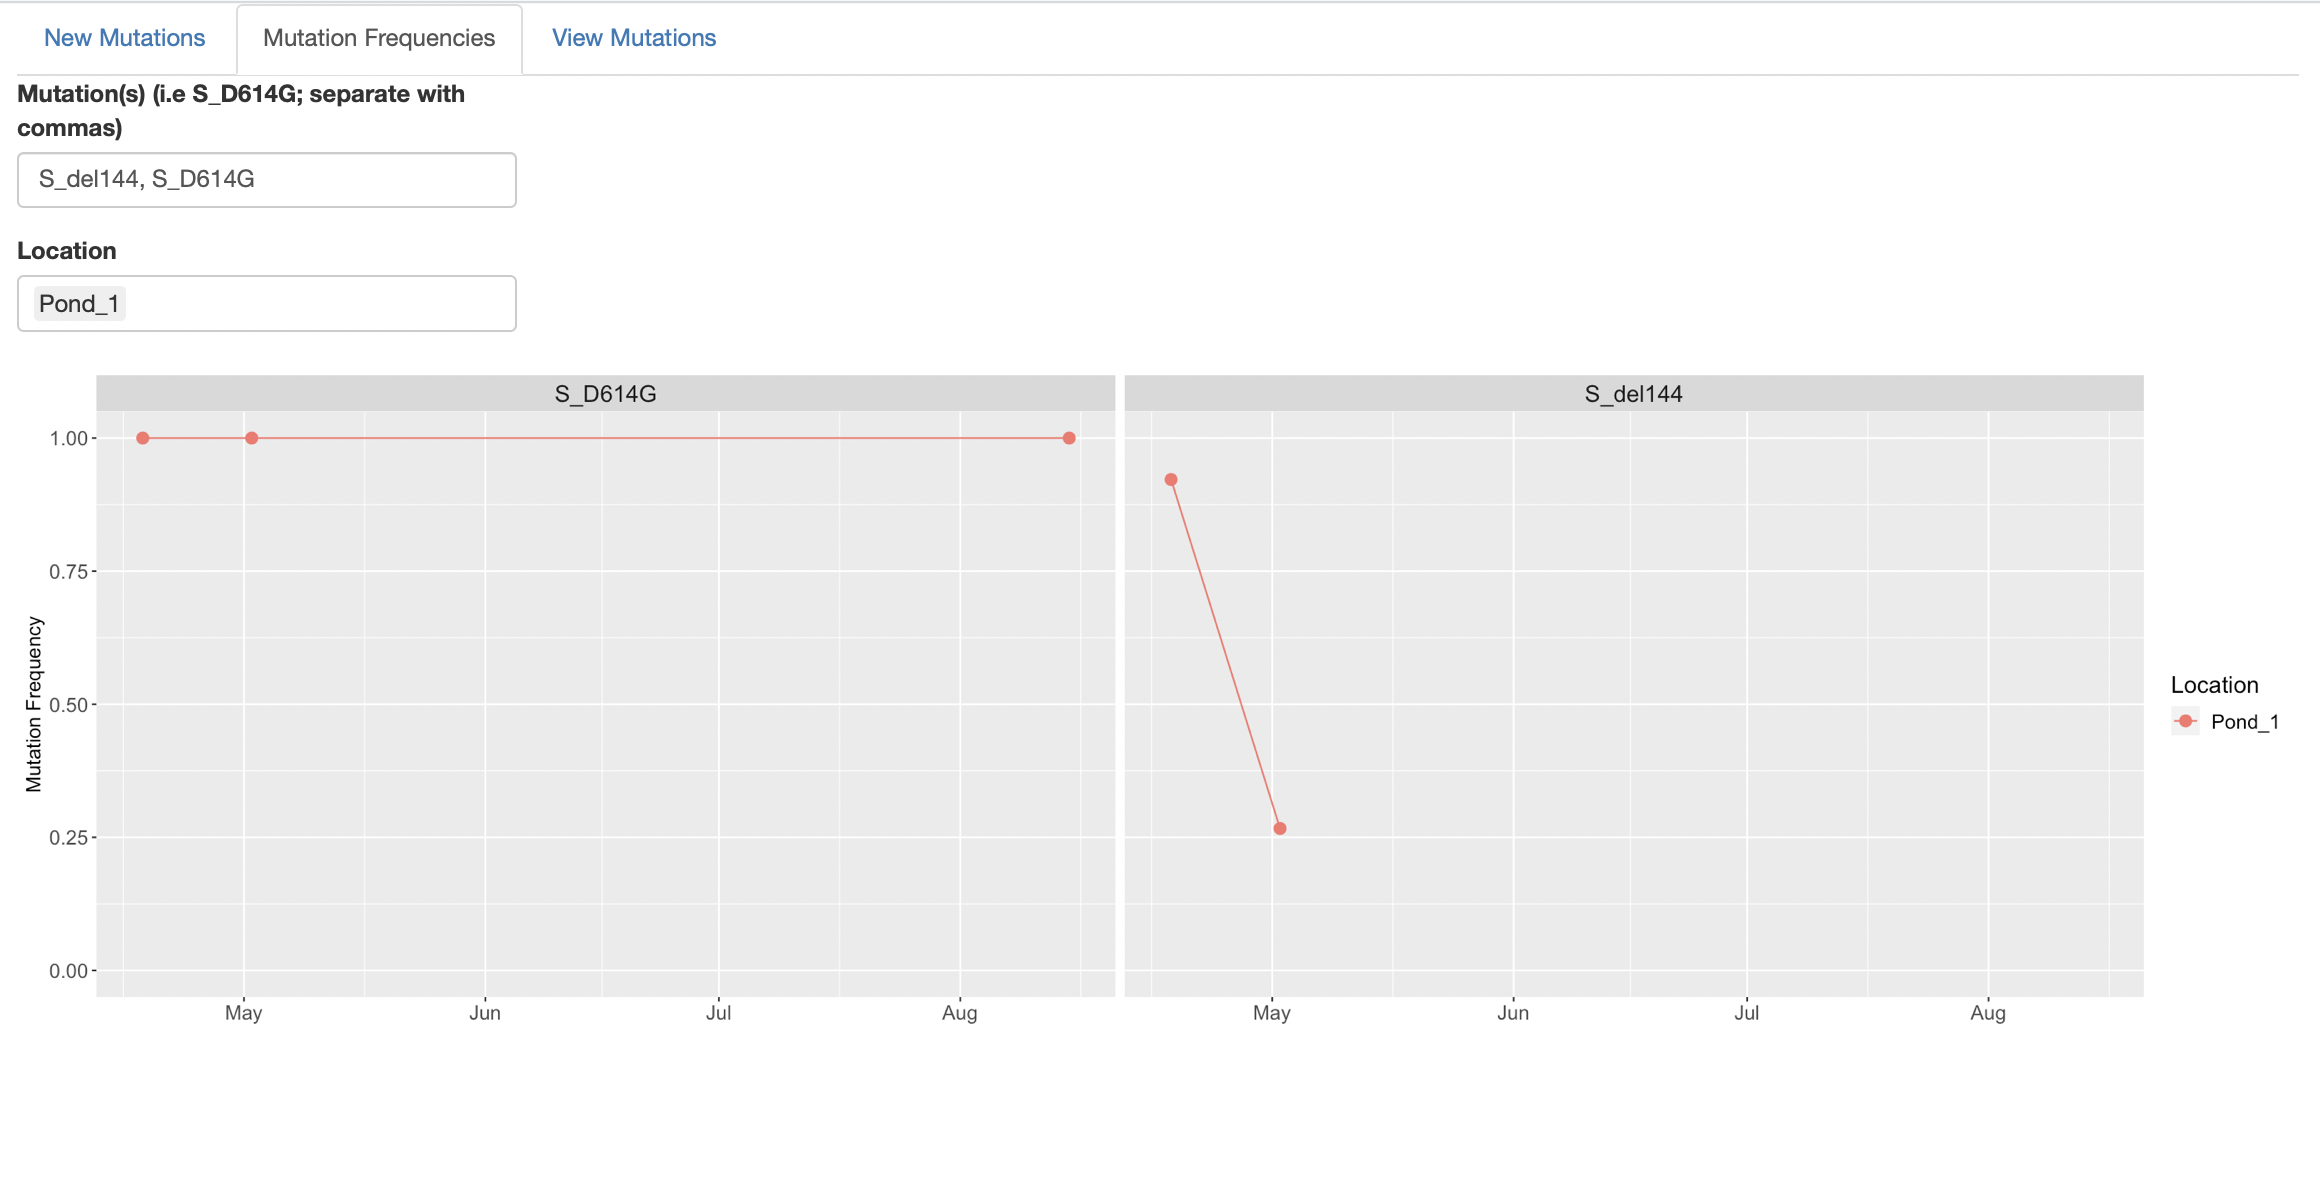 New Mutations
Mutation Frequencies
View Mutations
Mutation(s) (i.e S_D614G; separate with
commas)
S_del144, S_D614G
Location
Pond_1
S_D614G
S_del144
1.00
0.75
0.50
0.25
0.00
Mutation Frequency
May
Jun
Jul
Aug
May
Jun
Jul
Aug
Location
Pond_1